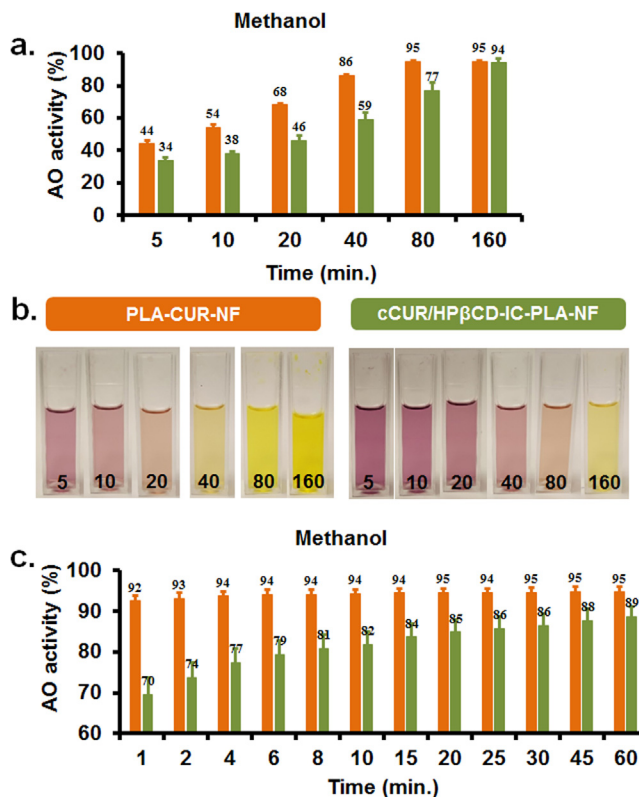 Methanol
a.
AO activity (%)
100
80
60
40
20
0
44 34 54 38 68 46 86 59 95 77 95 94
5 10 20 40 80 160
Time (min.)
b.
PLA-CUR-NF cCUR/HPβCD-IC-PLA-NF
5 10 20 40 80 160 5 10 20 40 80 160
Methanol
c.
AO activity (%)
100
90
80
70
60
92 70 93 74 94 77 94 79 94 81 94 82 94 84 95 85 94 86 95 86 95 88 95 89
1 2 4 6 8 10 15 20 25 30 45 60
Time (min.)